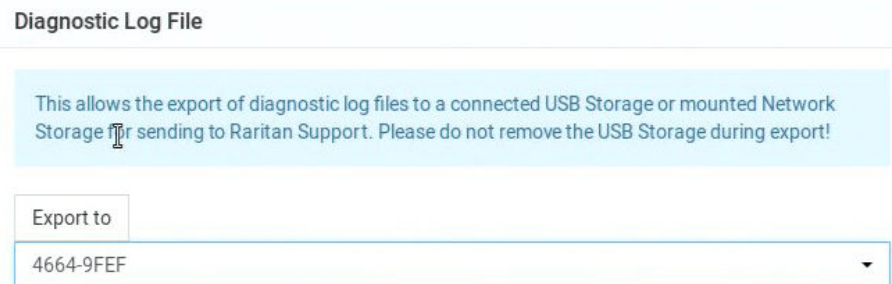 Diagnostic Log File
This allows the export of diagnostic log files to a connected USB Storage or mounted Network
Storage for sending to Raritan Support. Please do not remove the USB Storage during export!
Export to
4664-9FEF